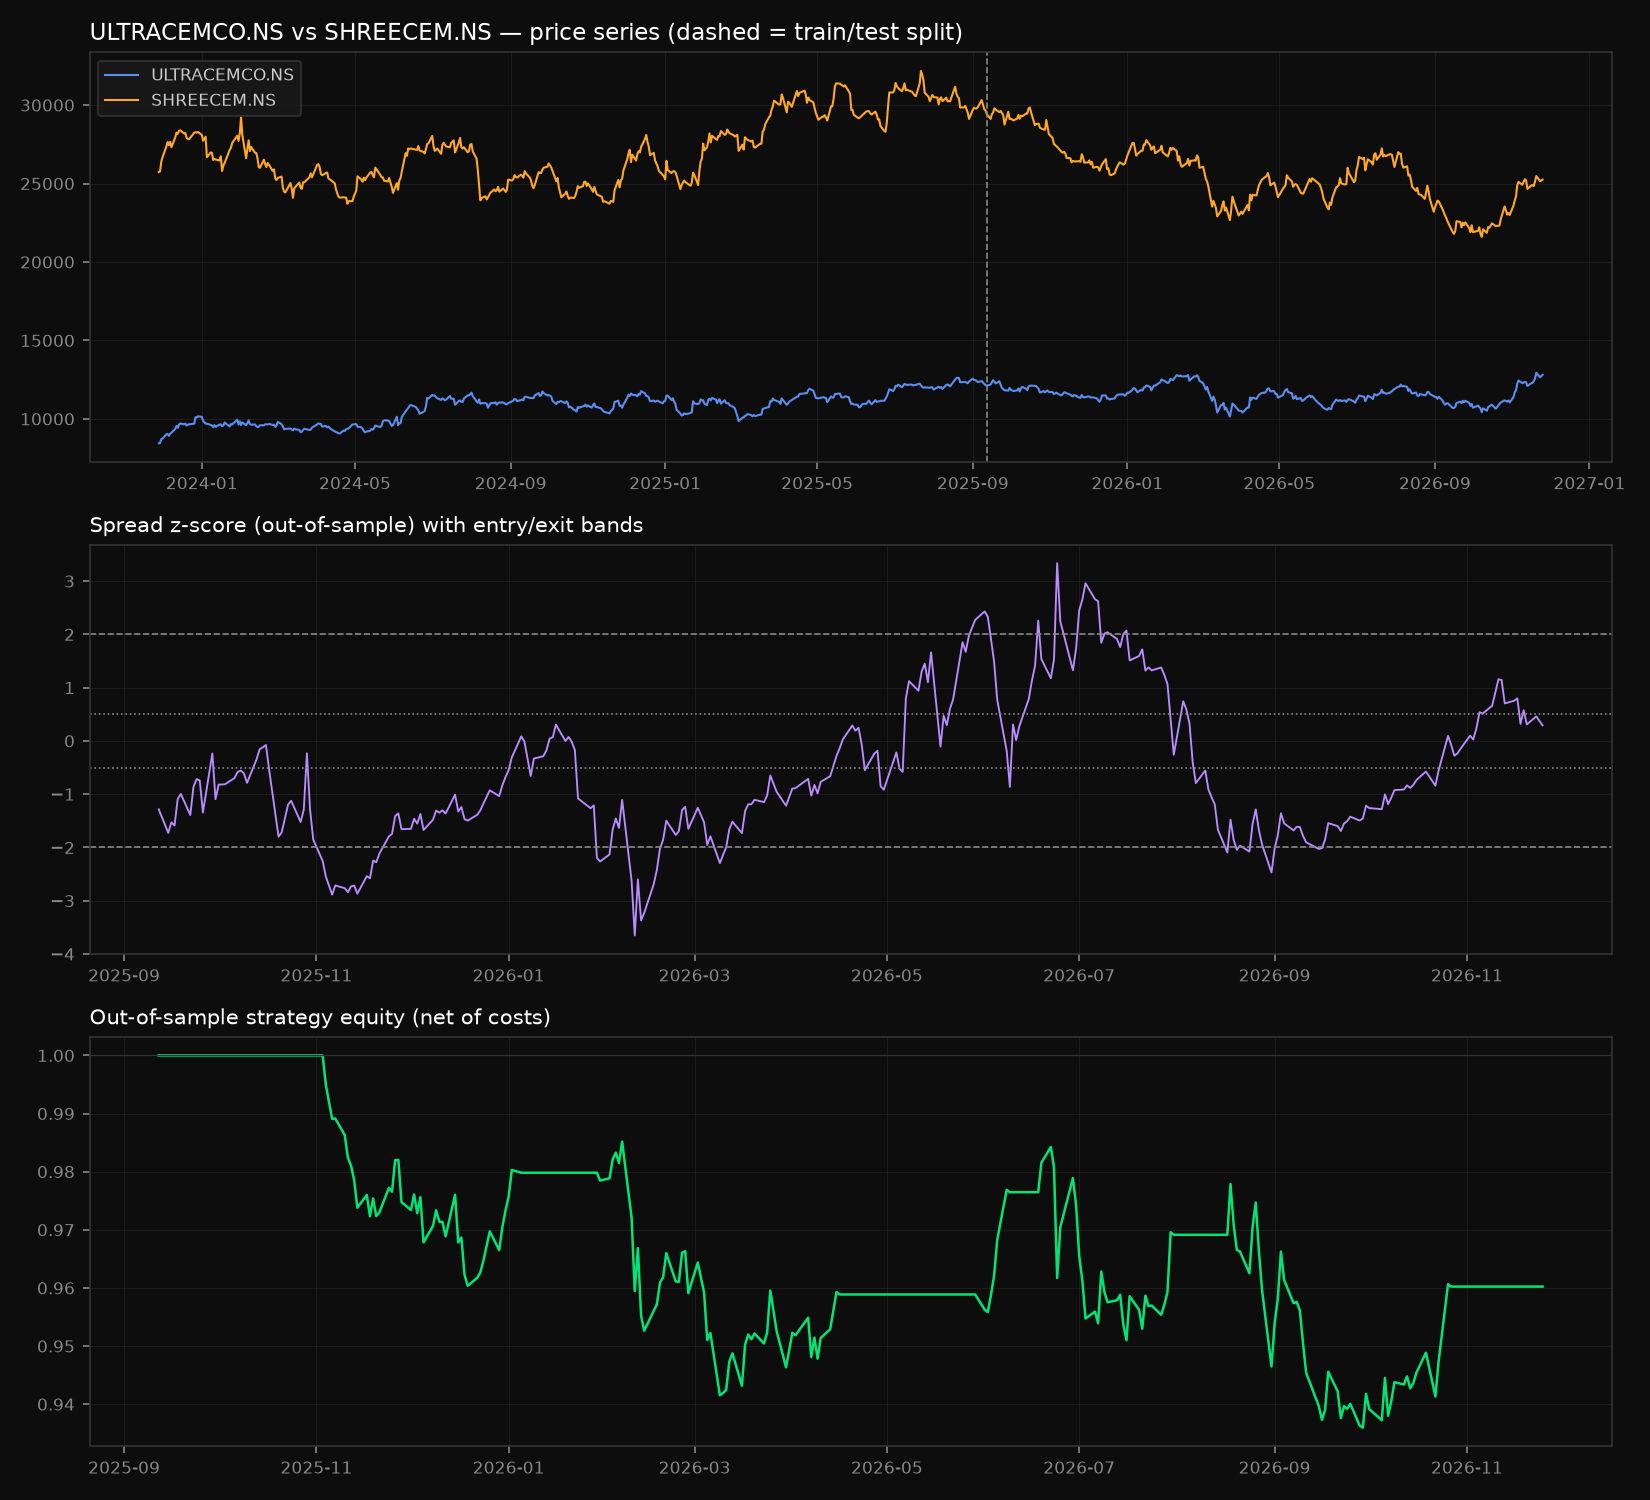 ULTRACEMCO.NS vs SHREECEM.NS — price series (dashed = train/test split)
ULTRACEMCO.NS
SHREECEM.NS
30000
25000
20000
15000
10000
2024-01 2024-05 2024-09 2025-01 2025-05 2025-09 2026-01 2026-05 2026-09 2027-01
Spread z-score (out-of-sample) with entry/exit bands
3
2
1
0
−1
−2
−3
−4
2025-09 2025-11 2026-01 2026-03 2026-05 2026-07 2026-09 2026-11
Out-of-sample strategy equity (net of costs)
1.00
0.99
0.98
0.97
0.96
0.95
0.94
2025-09 2025-11 2026-01 2026-03 2026-05 2026-07 2026-09 2026-11